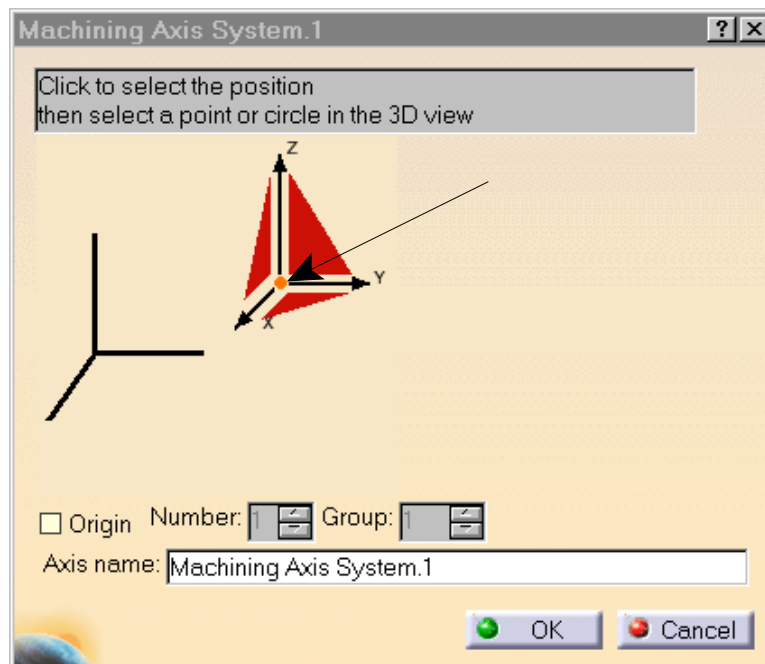 Machining Axis System.1
Click to select the position
then select a point or circle in the 3D view
Z
Y
X
Origin Number: 1 Group: 1
Axis name: Machining Axis System.1
OK Cancel